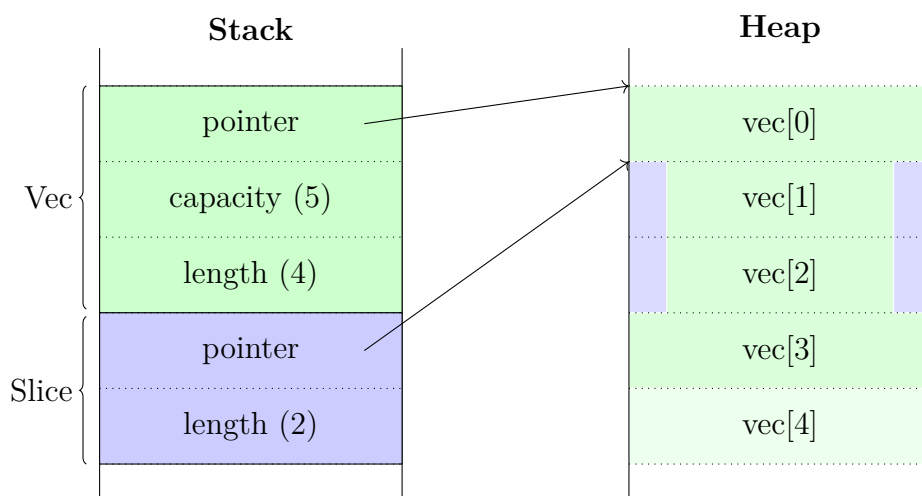 Stack
Vec
pointer
capacity (5)
length (4)
Slice
pointer
length (2)
Heap
vec[0]
vec[1]
vec[2]
vec[3]
vec[4]